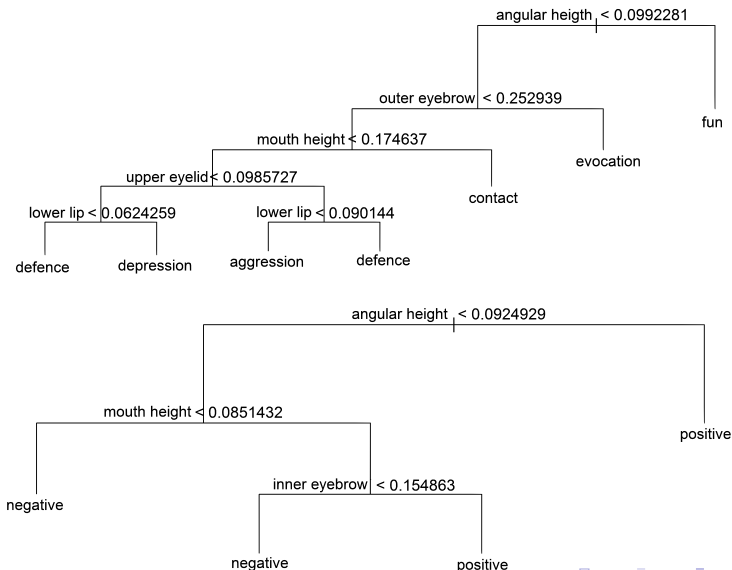 angular heigth < 0.0992281
outer eyebrow < 0.252939
fun
mouth height < 0.174637
evocation
upper eyelid < 0.0985727
contact
lower lip < 0.0624259
lower lip < 0.090144
defence
depression
aggression
defence
angular height < 0.0924929
mouth height < 0.0851432
positive
inner eyebrow < 0.154863
negative
negative
positive